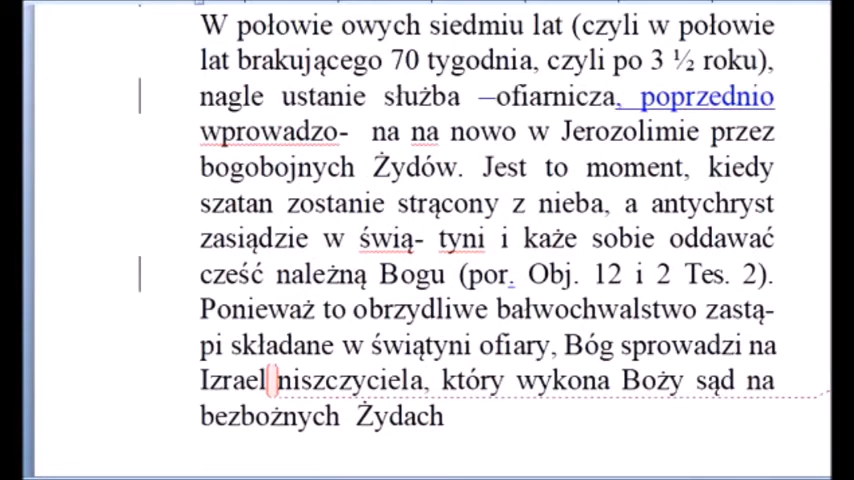 W połowie owych siedmiu lat (czyli w połowie
lat brakującego 70 tygodnia, czyli po 3 ½ roku),
nagle ustanie służba –ofiarnicza, poprzednio
wprowadzo- na na nowo w Jerozolimie przez
bogobojnych Żydów. Jest to moment, kiedy
szatan zostanie strącony z nieba, a antychryst
zasiądzie w świą- tyni i każe sobie oddawać
cześć należną Bogu (por. Obj. 12 i 2 Tes. 2).
Ponieważ to obrzydliwe bałwochwalstwo zastą-
pi składane w świątyni ofiary, Bóg sprowadzi na
Izrael niszczyciela, który wykona Boży sąd na
bezbożnych Żydach